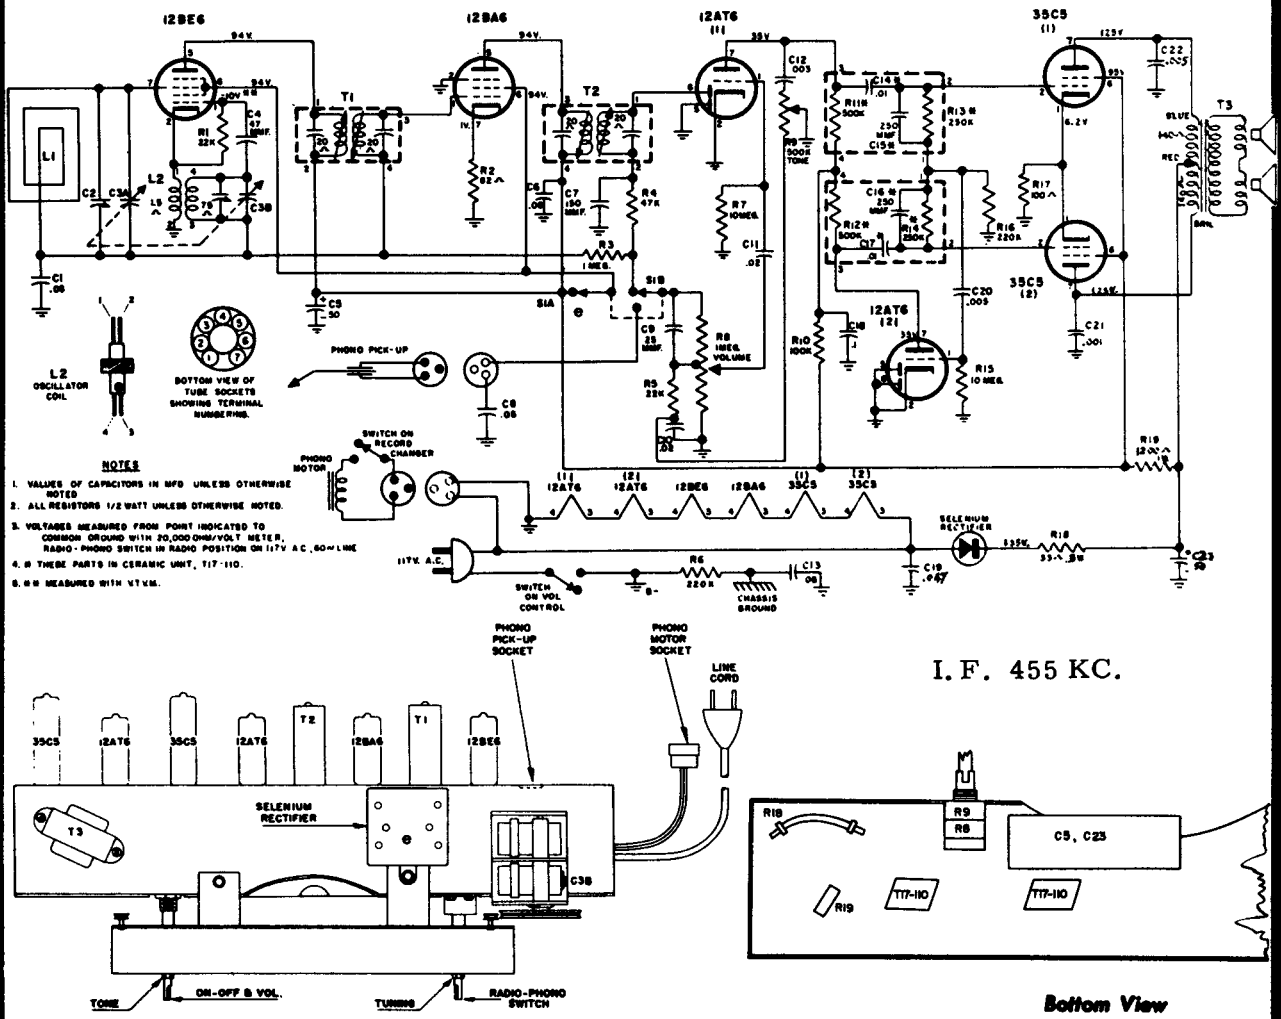 12BE6
12BA6
12AT6
(1)
35C5
(1)
94V.
94V.
35V
125V.
C22
.005
C12
.003
94V.
94V.
95V
C14*
.01
R11*
500K
R13*
250K
250
MMF
C15*
T1
T2
T3
BLUE
RED
BRN.
R1
22K
C4
47
MMF.
20
20
20
20
1V.
R2
82
R9
500K
TONE
6.2V
L1
L2
C2
C3A
C3B
C6
C7
150
MMF.
R4
47K
R7
10MEG.
C11
.02
C16*
250
MMF
R12*
500K
R14*
250K
C17
.01
R16
220K
R17
100
R3
1 MEG.
C1
.05
C5
50
S1A
S1B
C9
25
MMF.
R8
1MEG.
VOLUME
R5
22K
.02
R10
100K
C18
.1
12AT6
(2)
35V
C20
.005
R15
10 MEG.
35C5
(2)
125V.
C21
.001
L2
OSCILLATOR
COIL
BOTTOM VIEW OF
TUBE SOCKETS
SHOWING TERMINAL
NUMBERING.
PHONO PICK-UP
C8
.05
SWITCH ON
RECORD
CHANGER
PHONO
MOTOR
NOTES
1. VALUES OF CAPACITORS IN MFD UNLESS OTHERWISE
NOTED
2. ALL RESISTORS 1/2 WATT UNLESS OTHERWISE NOTED.
3. VOLTAGES MEASURED FROM POINT INDICATED TO
COMMON GROUND WITH 20,000 OHM/VOLT METER,
RADIO-PHONO SWITCH IN RADIO POSITION ON 117V A.C., 60~LINE
4. * THESE PARTS IN CERAMIC UNIT, T17-110.
5. ** MEASURED WITH V.T.V.M.
(1)
12AT6
(2)
12AT6
12BE6
12BA6
(1)
35C5
(2)
35C5
R19
1200
117V. A.C.
SWITCH
ON VOL
CONTROL
B-
R6
220K
CHASSIS
GROUND
C13
.05
C19
.047
SELENIUM
RECTIFIER
135V.
R18
C23
50
PHONO
PICK-UP
SOCKET
PHONO
MOTOR
SOCKET
LINE
CORD
I. F. 455 KC.
35C5
12AT6
35C5
12AT6
T2
12BA6
T1
12BE6
T3
SELENIUM
RECTIFIER
C3B
TONE
ON-OFF & VOL.
TUNING
RADIO-PHONO
SWITCH
R18
R9
R8
C5, C23
R19
T17-110
T17-110
Bottom View